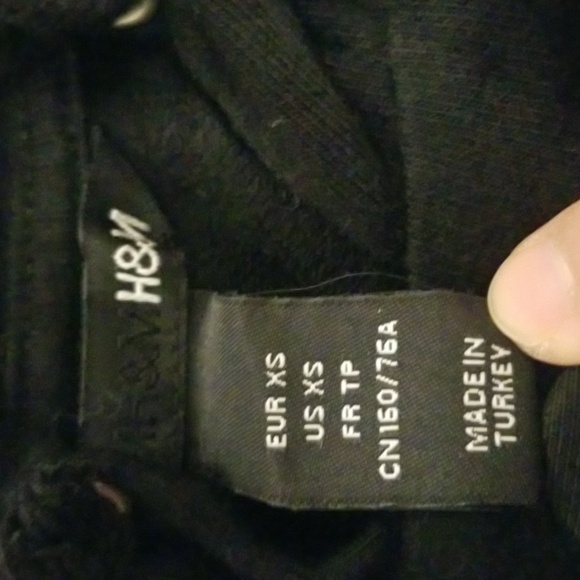 H&M
EUR XS
US XS
FR TP
CN 160/76A
MADE IN
TURKEY